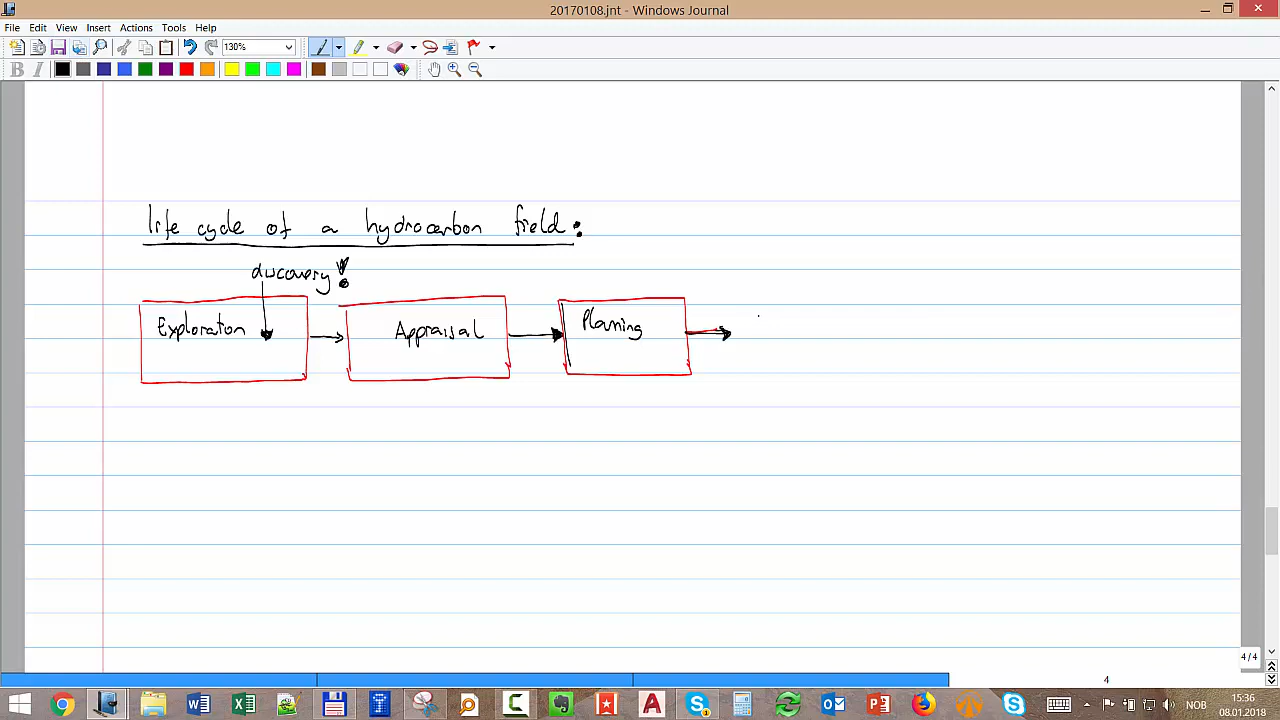 20170108.jnt - Windows Journal
File Edit View Insert Actions Tools Help
130%
B I
life cycle of a hydrocarbon field:
discovery!
Exploration Appraisal Planing
4/4
4
15:36
NOB
08.01.2018